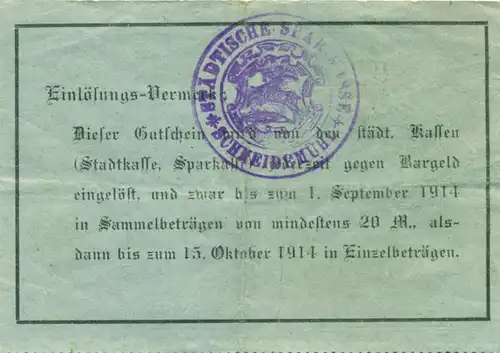 STÄDTISCHE SPARKASSE
* SCHNEIDEMÜHL *
Einlösungs-Vermerk.
Dieser Gutschein wird von den städt. Kassen
(Stadtkasse, Sparkasse) jederzeit gegen Bargeld
eingelöst, und zwar bis zum 1. September 1914
in Sammelbeträgen von mindestens 20 M., als-
dann bis zum 15. Oktober 1914 in Einzelbeträgen.